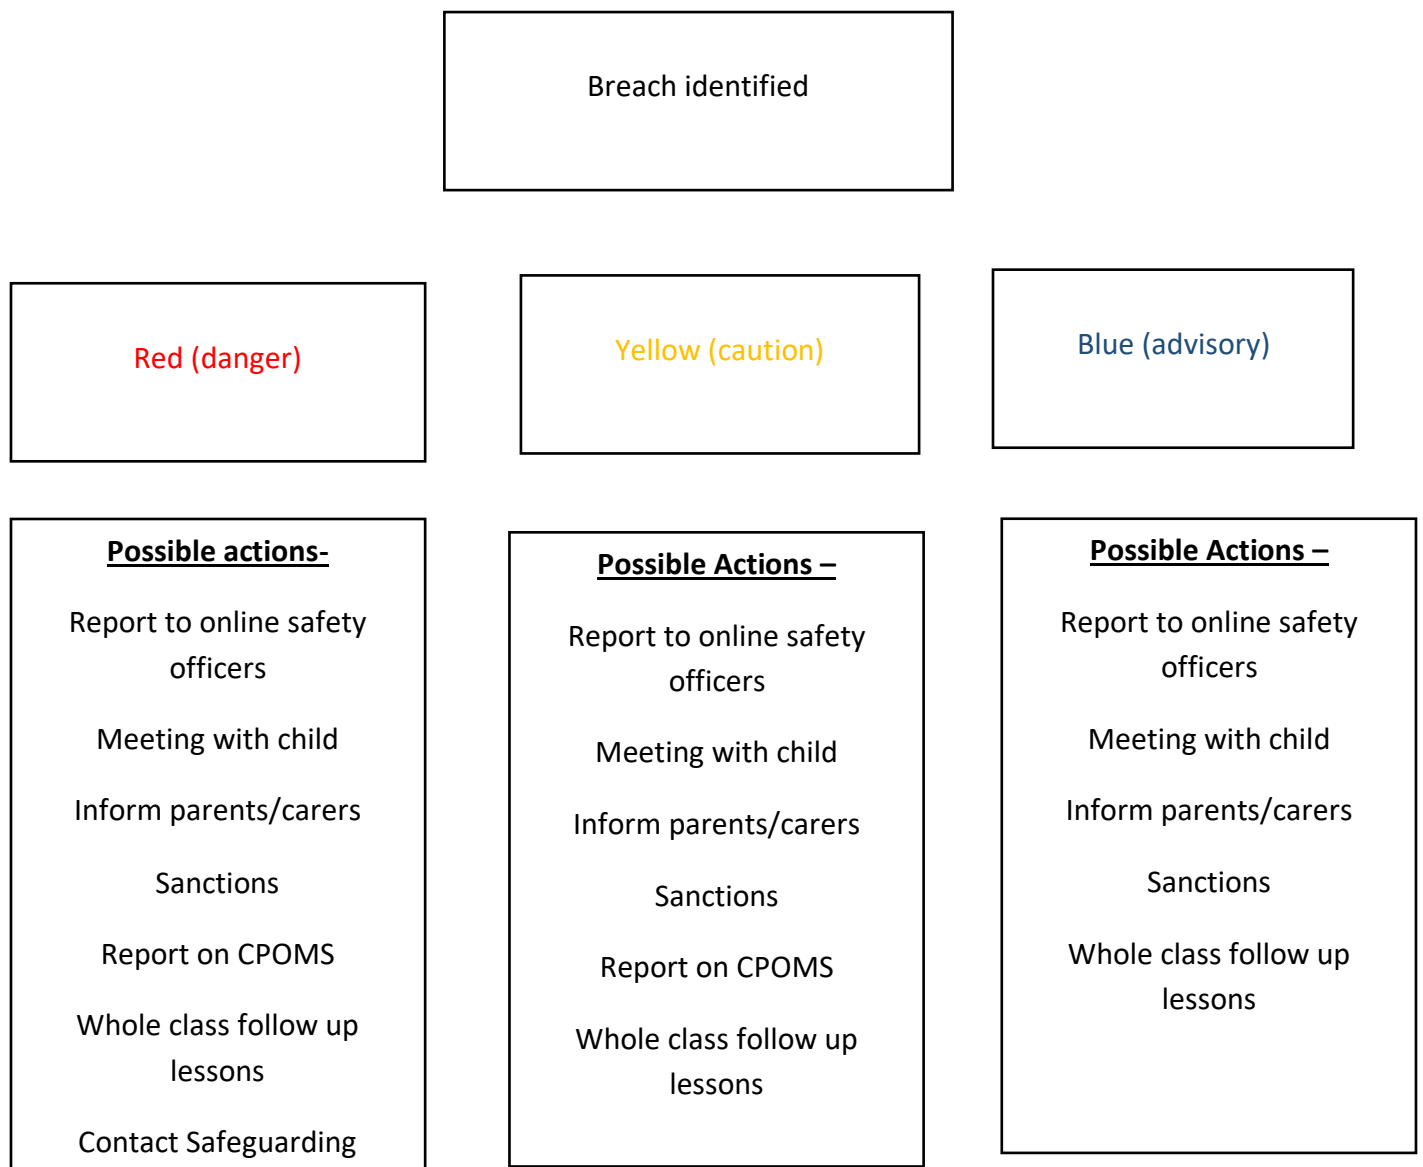 Breach identified
Red (danger)
Yellow (caution)
Blue (advisory)
Possible actions-
Report to online safety
officers
Meeting with child
Inform parents/carers
Sanctions
Report on CPOMS
Whole class follow up
lessons
Contact Safeguarding
Possible Actions –
Report to online safety
officers
Meeting with child
Inform parents/carers
Sanctions
Report on CPOMS
Whole class follow up
lessons
Possible Actions –
Report to online safety
officers
Meeting with child
Inform parents/carers
Sanctions
Whole class follow up
lessons